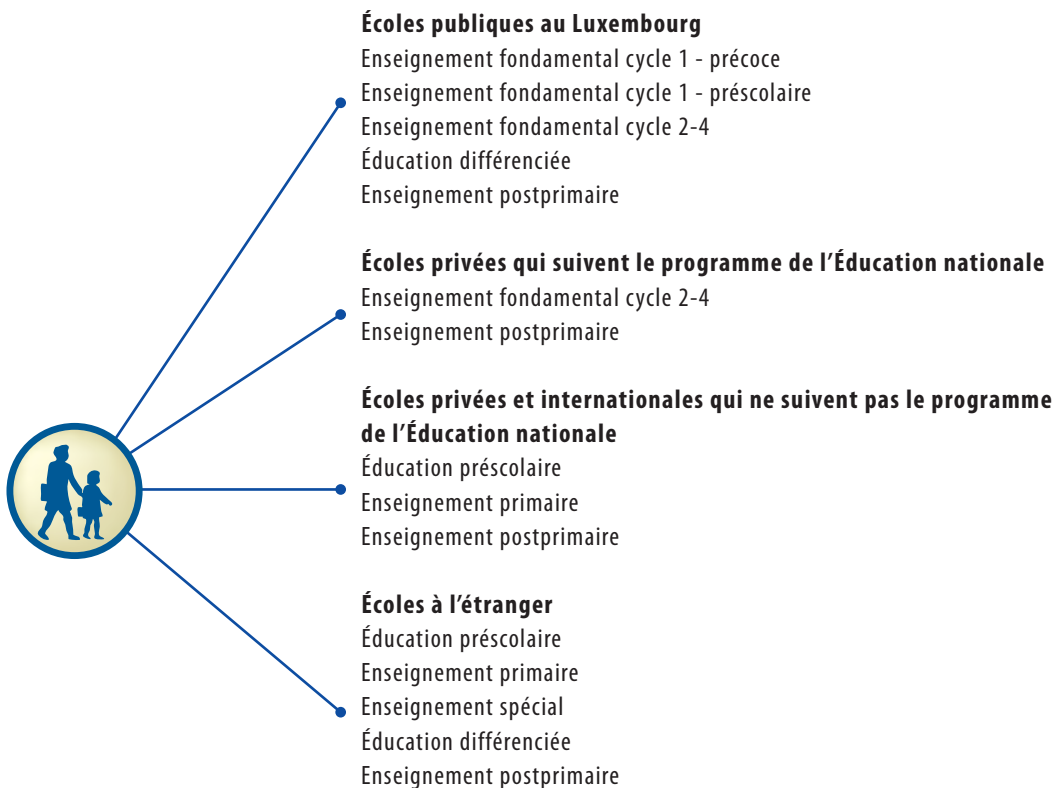 Écoles publiques au Luxembourg
Enseignement fondamental cycle 1 - précoce
Enseignement fondamental cycle 1 - préscolaire
Enseignement fondamental cycle 2-4
Éducation différenciée
Enseignement postprimaire
Écoles privées qui suivent le programme de l’Éducation nationale
Enseignement fondamental cycle 2-4
Enseignement postprimaire
Écoles privées et internationales qui ne suivent pas le programme
de l’Éducation nationale
Éducation préscolaire
Enseignement primaire
Enseignement postprimaire
Écoles à l’étranger
Éducation préscolaire
Enseignement primaire
Enseignement spécial
Éducation différenciée
Enseignement postprimaire